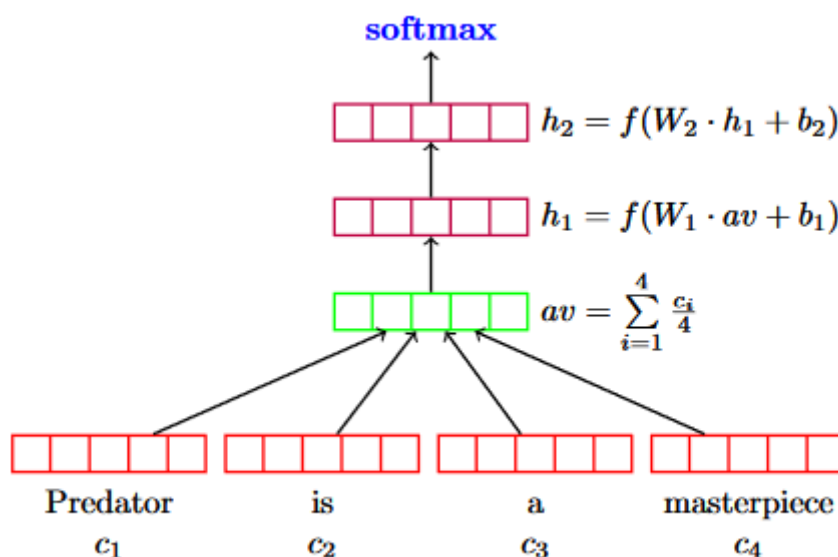 softmax
h₂ = f(W₂ · h₁ + b₂)
h₁ = f(W₁ · av + b₁)
av = ∑_{i=1}^{4} c_i/4
Predator is a masterpiece
c₁ c₂ c₃ c₄